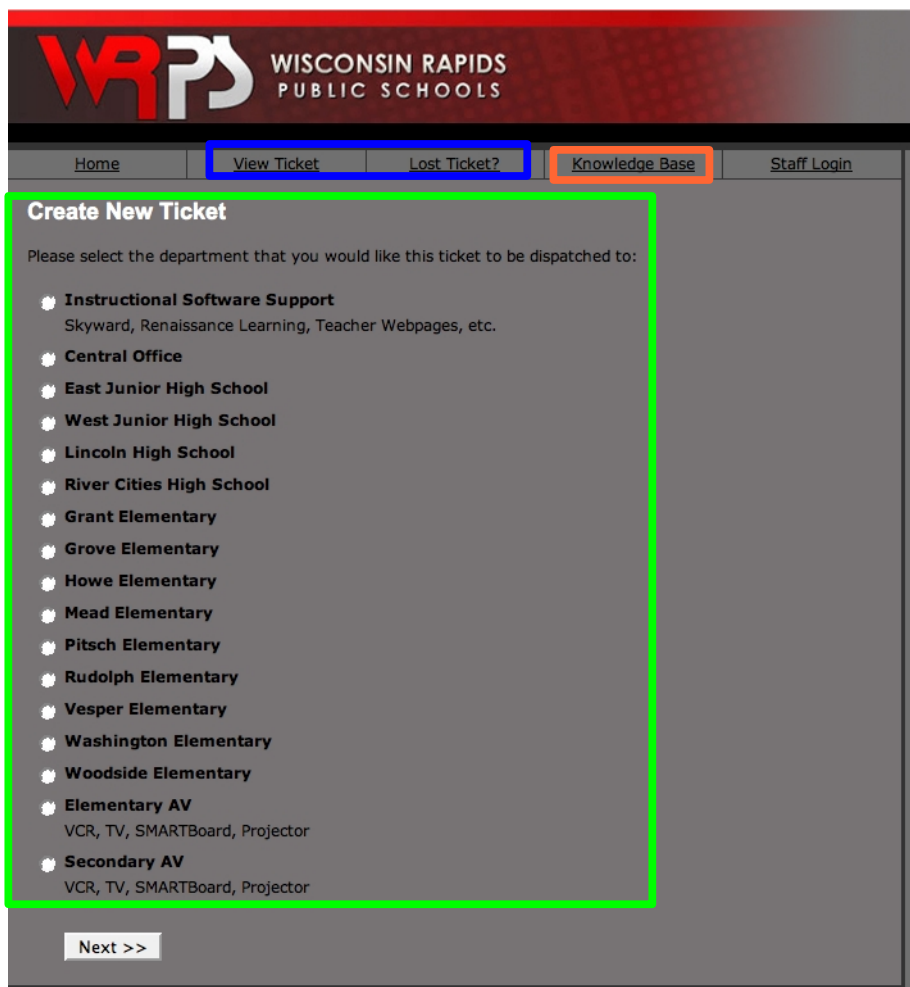 WRPS WISCONSIN RAPIDS
PUBLIC SCHOOLS
Home View Ticket Lost Ticket? Knowledge Base Staff Login
Create New Ticket
Please select the department that you would like this ticket to be dispatched to:
Instructional Software Support
Skyward, Renaissance Learning, Teacher Webpages, etc.
Central Office
East Junior High School
West Junior High School
Lincoln High School
River Cities High School
Grant Elementary
Grove Elementary
Howe Elementary
Mead Elementary
Pitsch Elementary
Rudolph Elementary
Vesper Elementary
Washington Elementary
Woodside Elementary
Elementary AV
VCR, TV, SMARTBoard, Projector
Secondary AV
VCR, TV, SMARTBoard, Projector
Next >>